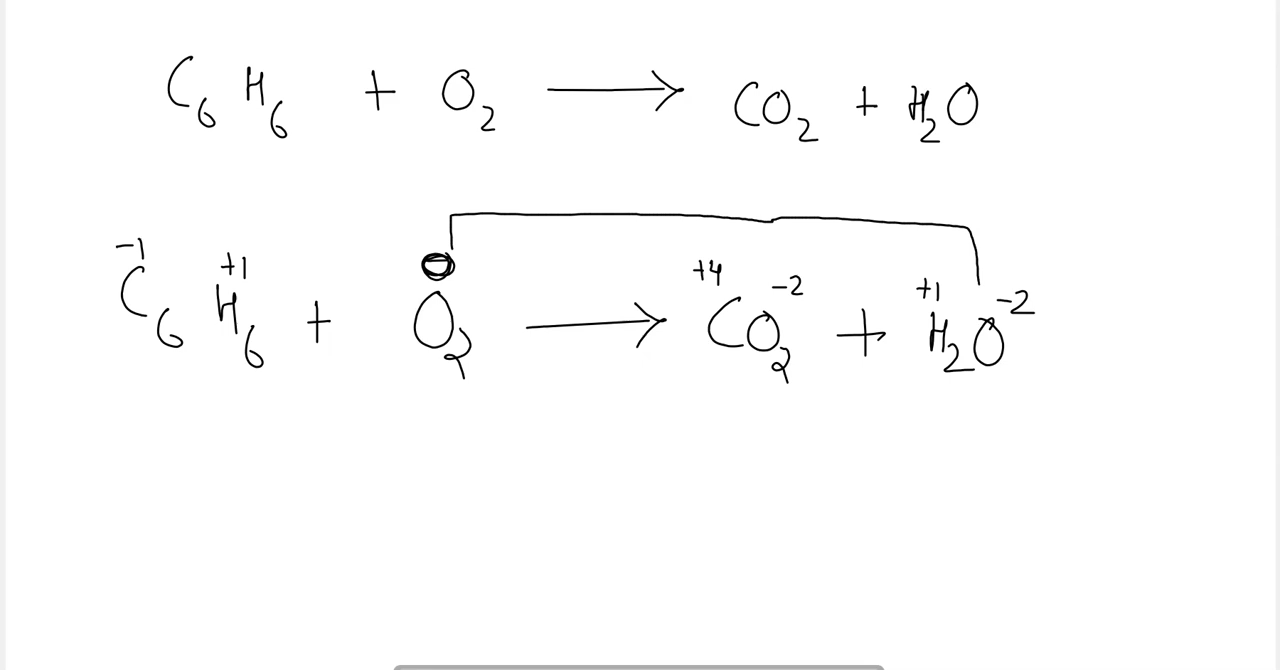 C₆H₆ + O₂ ⟶ CO₂ + H₂O
-1 +1 0 +4 -2 +1 -2
C₆H₆ + O₂ ⟶ CO₂ + H₂O